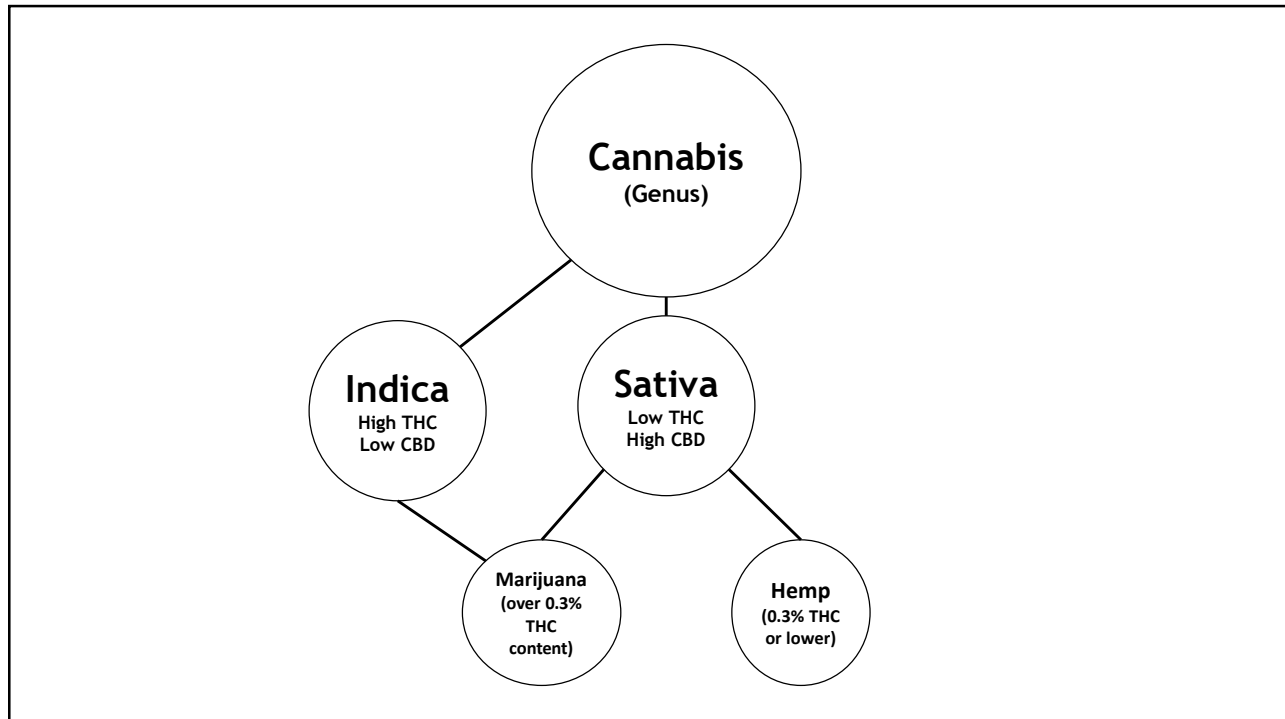 Cannabis
(Genus)
Indica
High THC
Low CBD
Sativa
Low THC
High CBD
Marijuana
(over 0.3%
THC
content)
Hemp
(0.3% THC
or lower)